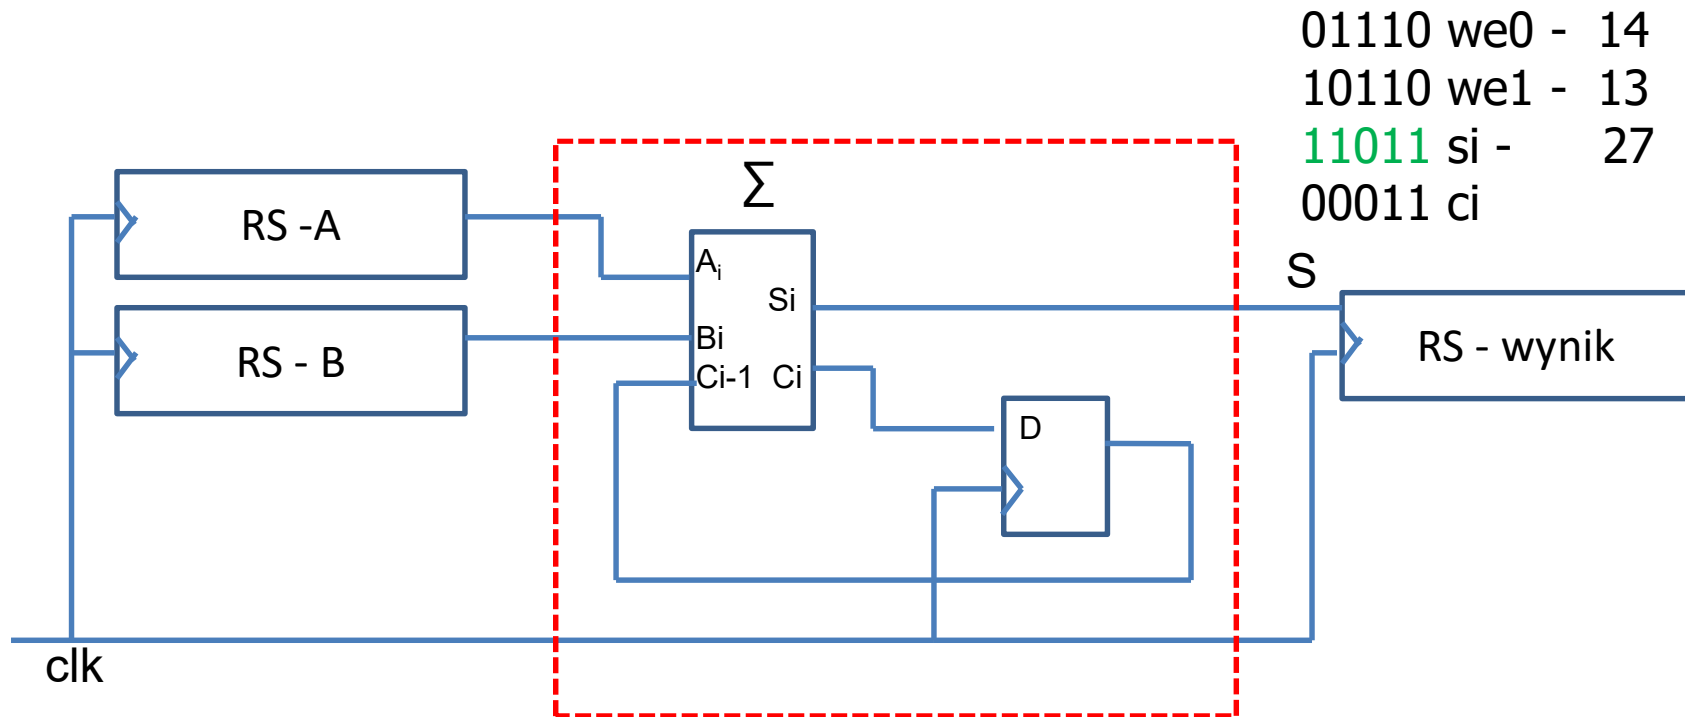 01110 we0 - 14
10110 we1 - 13
11011 si - 27
00011 ci
∑
RS -A
RS - B
Ai
Bi
Ci-1
Si
Ci
D
S
RS - wynik
clk